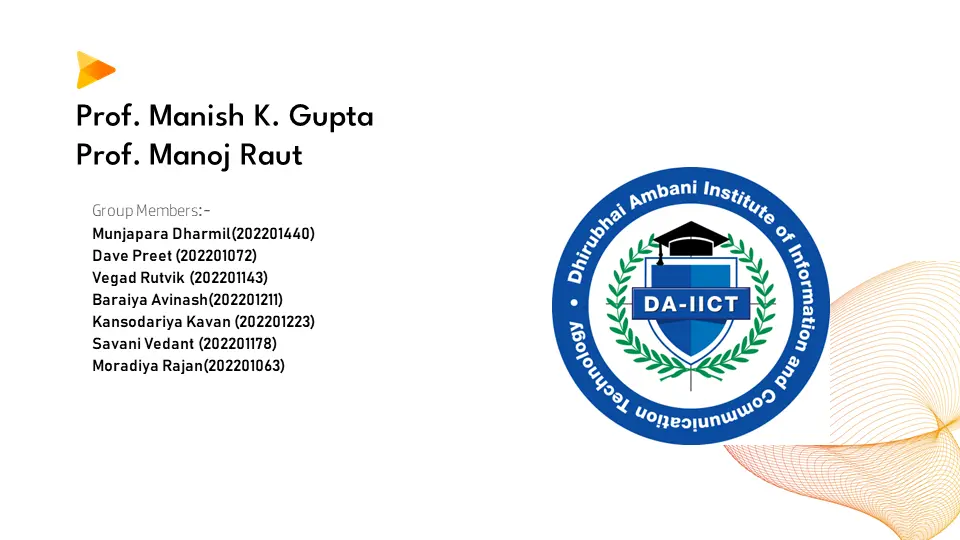 Prof. Manish K. Gupta
Prof. Manoj Raut
Group Members:-
Munjapara Dharmil(202201440)
Dave Preet (202201072)
Vegad Rutvik (202201143)
Baraiya Avinash(202201211)
Kansodariya Kavan (202201223)
Savani Vedant (202201178)
Moradiya Rajan(202201063)
Dhirubhai Ambani Institute of Information and Communication Technology •
DA-IICT